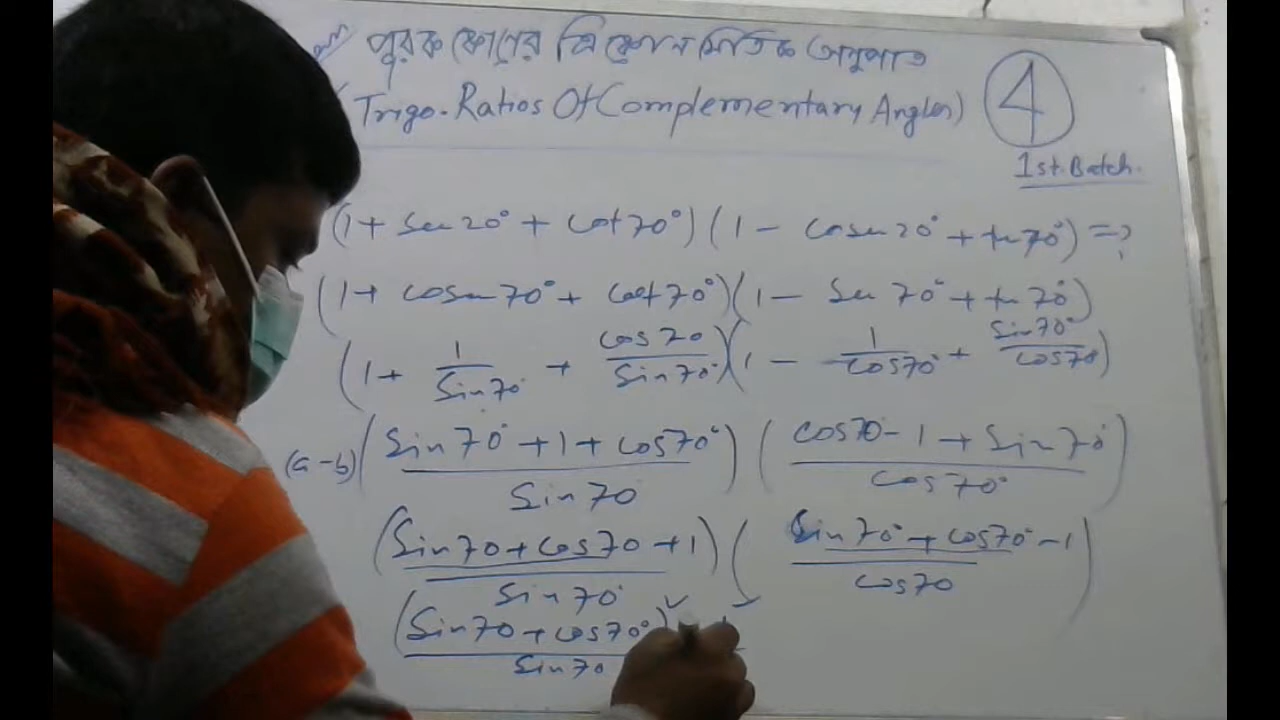 পূরক কোণের ত্রিকোনমিতিক অনুপাত
(Trigo. Ratios Of Complementary Angles)
4
1st. Batch.
(1 + Sec 20° + Cot 70°) (1 - Cosec 20° + tan 70°) = ?
(1 + Cosec 70° + Cot 70°) (1 - Sec 70° + tan 70°)
(1 + 1/Sin 70° + Cos 70/Sin 70°) (1 - 1/Cos 70° + Sin 70°/Cos 70)
(a-b) (Sin 70° + 1 + Cos 70°/Sin 70) (Cos 70 - 1 + Sin 70°/Cos 70°)
(Sin 70 + Cos 70 + 1/Sin 70°) (Sin 70° + Cos 70° - 1/Cos 70)
(Sin 70 + Cos 70°)/Sin 70